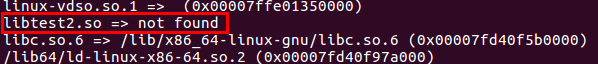 linux-vdso.so.1 =>  (0x00007ffe01350000)
libtest2.so => not found
libc.so.6 => /lib/x86_64-linux-gnu/libc.so.6 (0x00007fd40f5b0000)
/lib64/ld-linux-x86-64.so.2 (0x00007fd40f97a000)